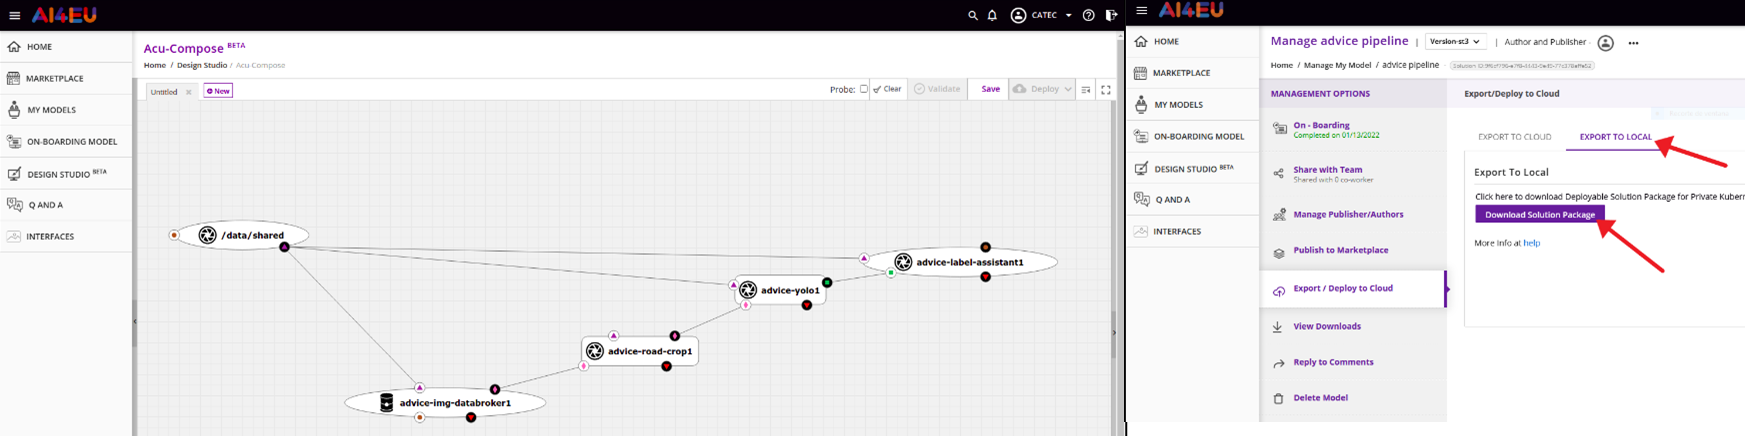 AI4EU
CATEC
HOME
MARKETPLACE
MY MODELS
ON-BOARDING MODEL
DESIGN STUDIO BETA
Q AND A
INTERFACES
Acu-Compose BETA
Home / Design Studio / Acu-Compose
Untitled
New
Probe:
Clear
Validate
Save
Deploy
/data/shared
advice-label-assistant1
advice-yolo1
advice-road-crop1
advice-img-databroker1
AI4EU
HOME
MARKETPLACE
MY MODELS
ON-BOARDING MODEL
DESIGN STUDIO BETA
Q AND A
INTERFACES
Manage advice pipeline | Version-st3 | Author and Publisher -
Home / Manage My Model / advice pipeline
MANAGEMENT OPTIONS
On - Boarding
Completed on 01/13/2022
Share with Team
Shared with 0 co-worker
Manage Publisher/Authors
Publish to Marketplace
Export / Deploy to Cloud
View Downloads
Reply to Comments
Delete Model
Export/Deploy to Cloud
EXPORT TO CLOUD
EXPORT TO LOCAL
Export To Local
Click here to download Deployable Solution Package for Private Kubern
Download Solution Package
More Info at help